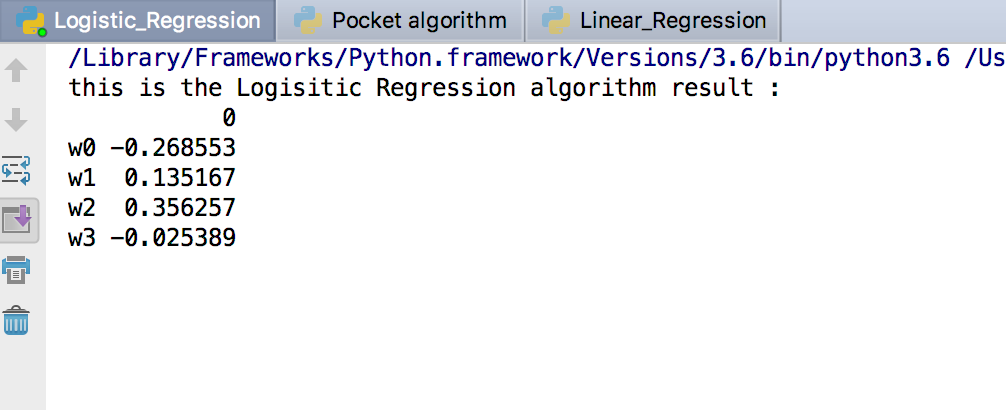 Logistic_Regression Pocket algorithm Linear_Regression
/Library/Frameworks/Python.framework/Versions/3.6/bin/python3.6 /Us
this is the Logisitic Regression algorithm result :
0
w0 -0.268553
w1 0.135167
w2 0.356257
w3 -0.025389